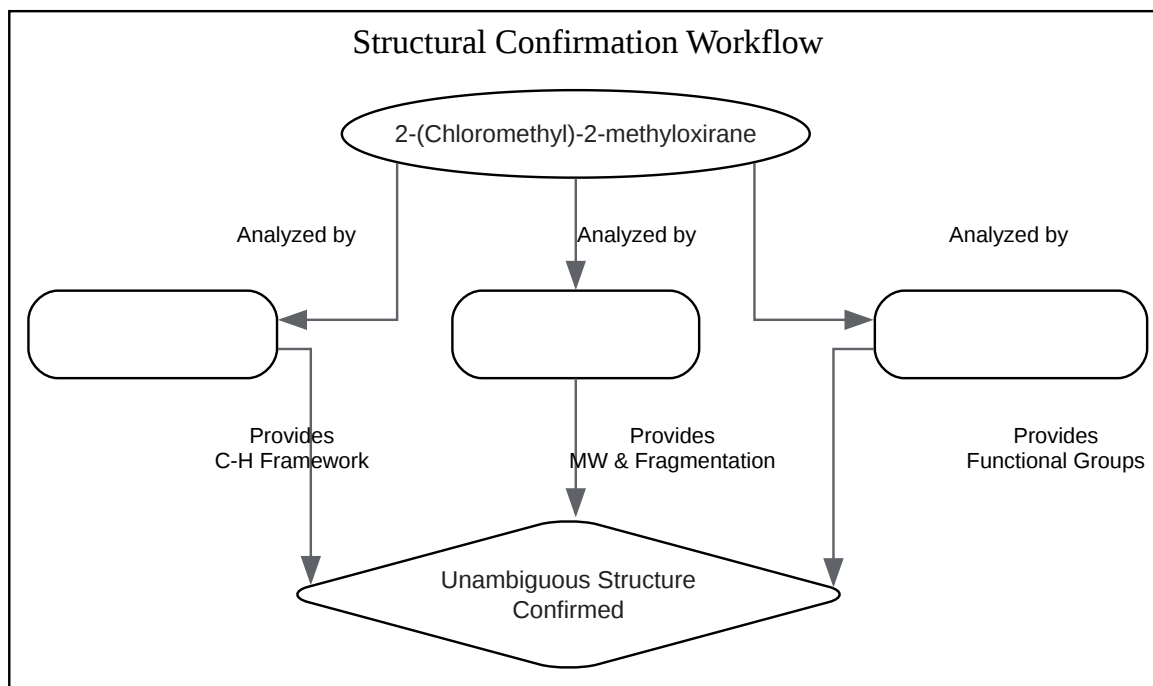 Structural Confirmation Workflow
2-(Chloromethyl)-2-methyloxirane
Analyzed by
Analyzed by
Analyzed by
Provides
C-H Framework
Provides
MW & Fragmentation
Provides
Functional Groups
Unambiguous Structure
Confirmed